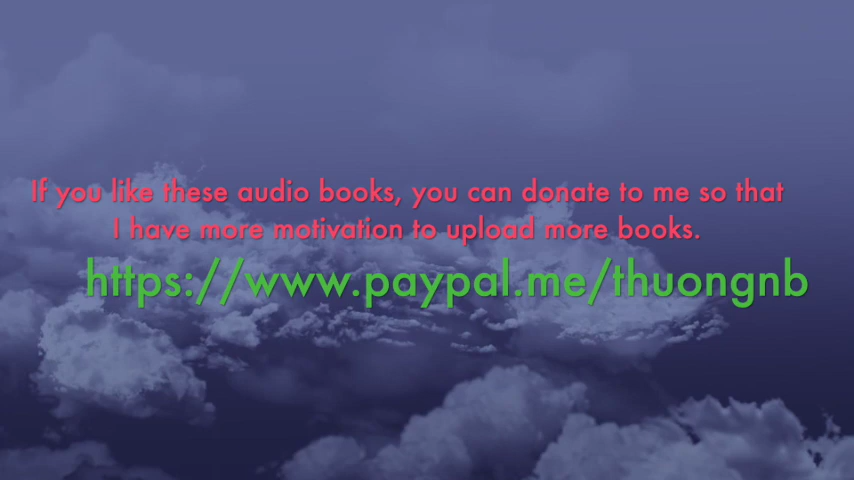 If you like these audio books, you can donate to me so that
I have more motivation to upload more books.
https://www.paypal.me/thuongnb